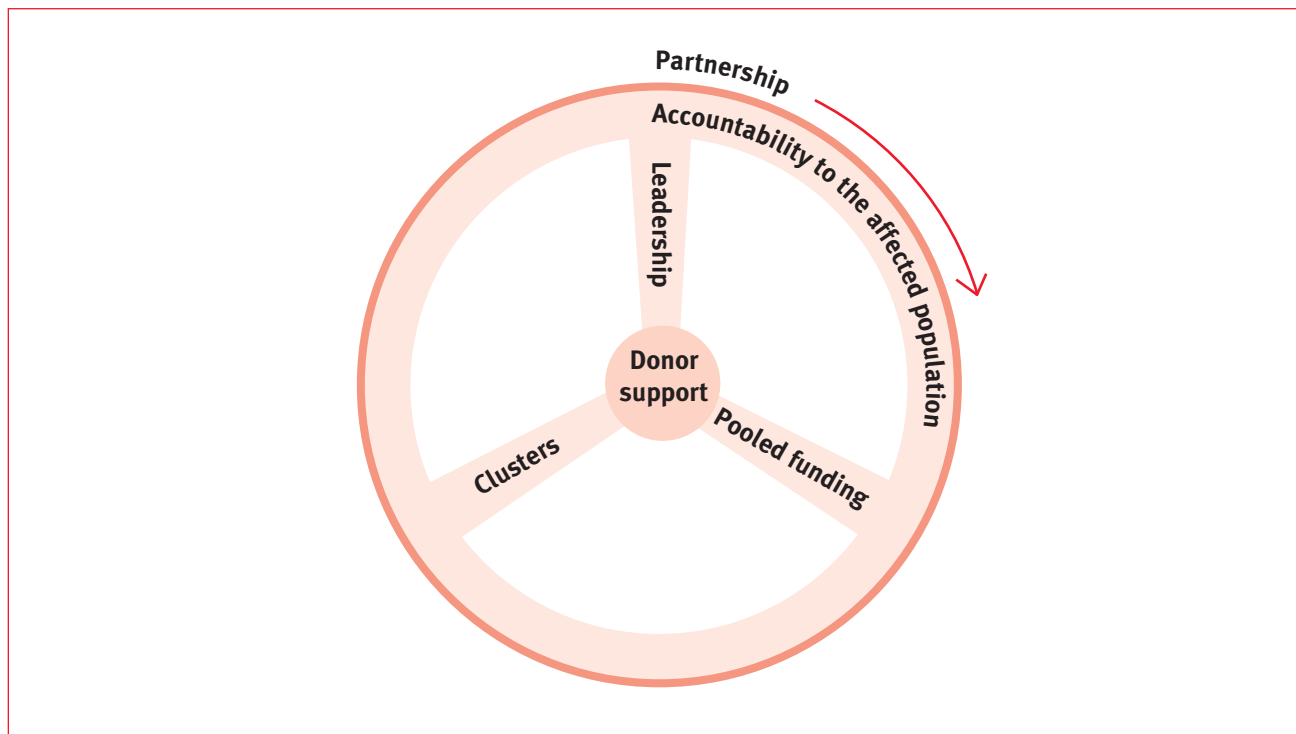 Partnership
Accountability to the affected population
Leadership
Donor
support
Clusters
Pooled funding